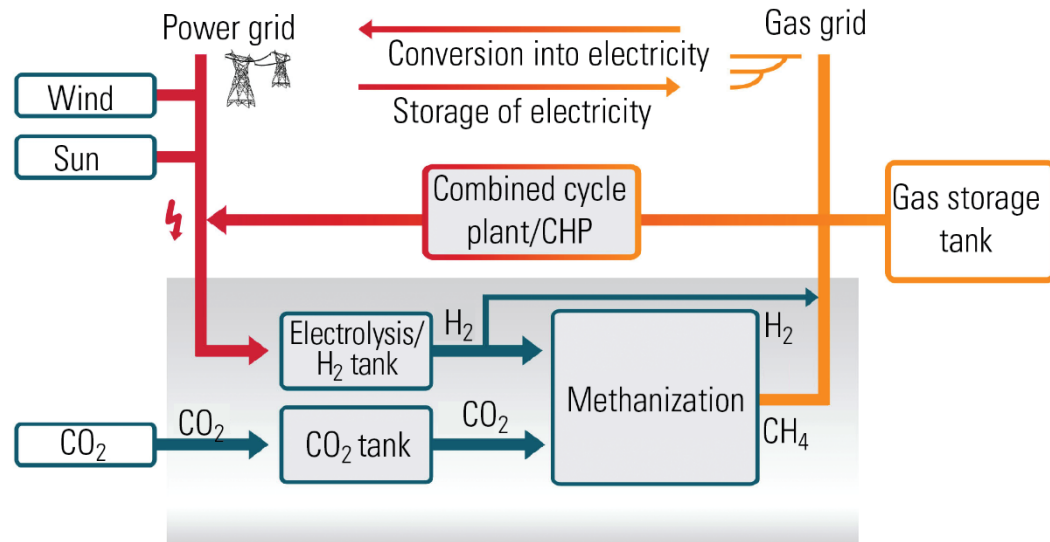 Power grid
Conversion into electricity
Gas grid
Storage of electricity
Wind
Sun
Combined cycle
plant/CHP
Gas storage
tank
Electrolysis/
H₂ tank
H₂
H₂
Methanization
CO₂
CO₂
CO₂ tank
CO₂
CH₄